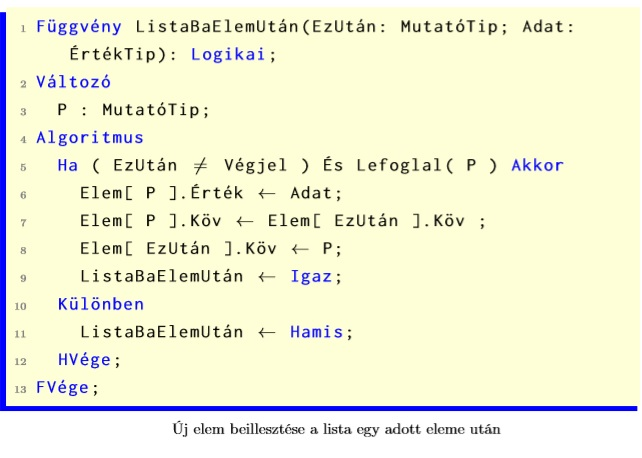 1 Függvény ListaBaElemUtán(EzUtán: MutatóTip; Adat:
ÉrtékTip): Logikai;
2 Változó
3 P : MutatóTip;
4 Algoritmus
5 Ha ( EzUtán ≠ Végjel ) És Lefoglal( P ) Akkor
6 Elem[ P ].Érték ← Adat;
7 Elem[ P ].Köv ← Elem[ EzUtán ].Köv ;
8 Elem[ EzUtán ].Köv ← P;
9 ListaBaElemUtán ← Igaz;
10 Különben
11 ListaBaElemUtán ← Hamis;
12 HVége;
13 FVége;
Új elem beillesztése a lista egy adott eleme után